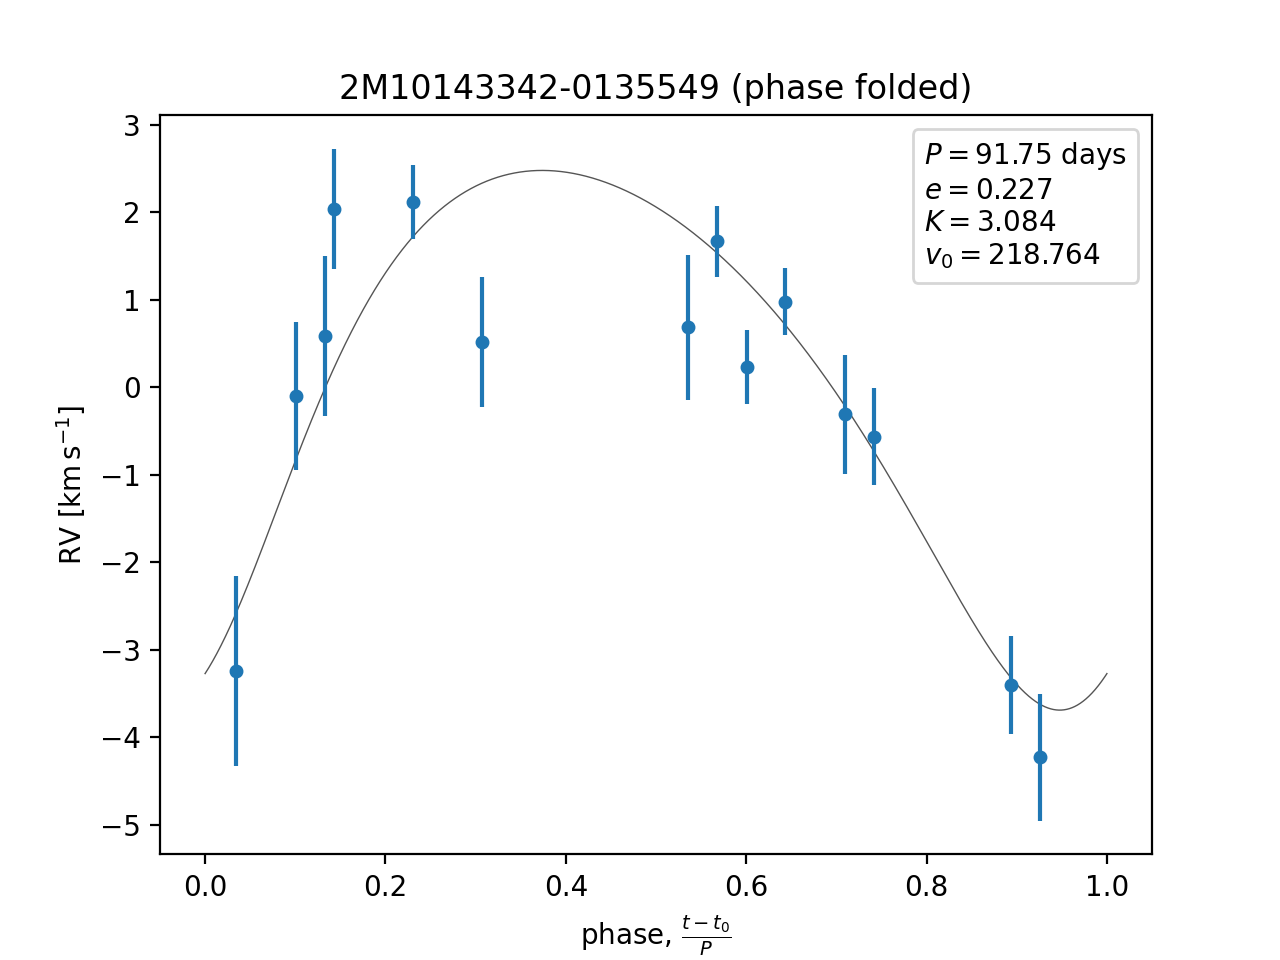 2M10143342-0135549 (phase folded)
P = 91.75 days
e = 0.227
K = 3.084
v₀ = 218.764
3
2
1
0
−1
−2
−3
−4
−5
RV [km s⁻¹]
0.0 0.2 0.4 0.6 0.8 1.0
phase, (t − t₀)/P